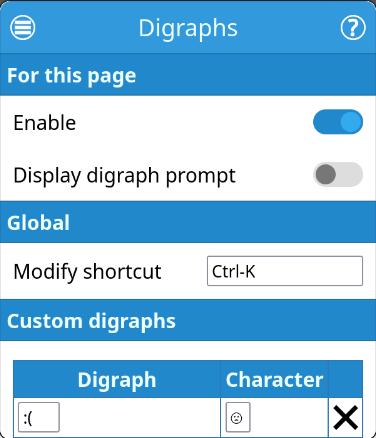 Digraphs
For this page
Enable
Display digraph prompt
Global
Modify shortcut Ctrl-K
Custom digraphs
Digraph Character
:( ☹